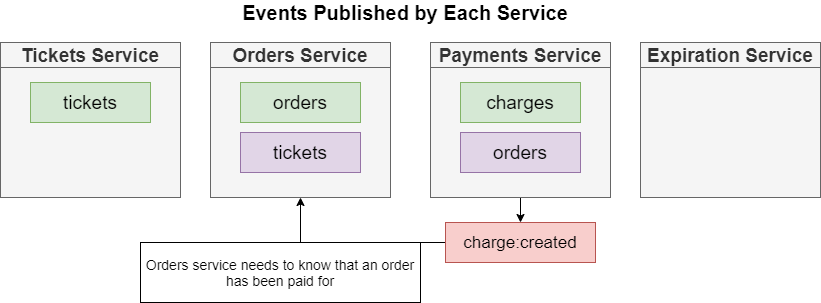 Events Published by Each Service
Tickets Service
Orders Service
Payments Service
Expiration Service
tickets
orders
charges
tickets
orders
charge:created
Orders service needs to know that an order
has been paid for